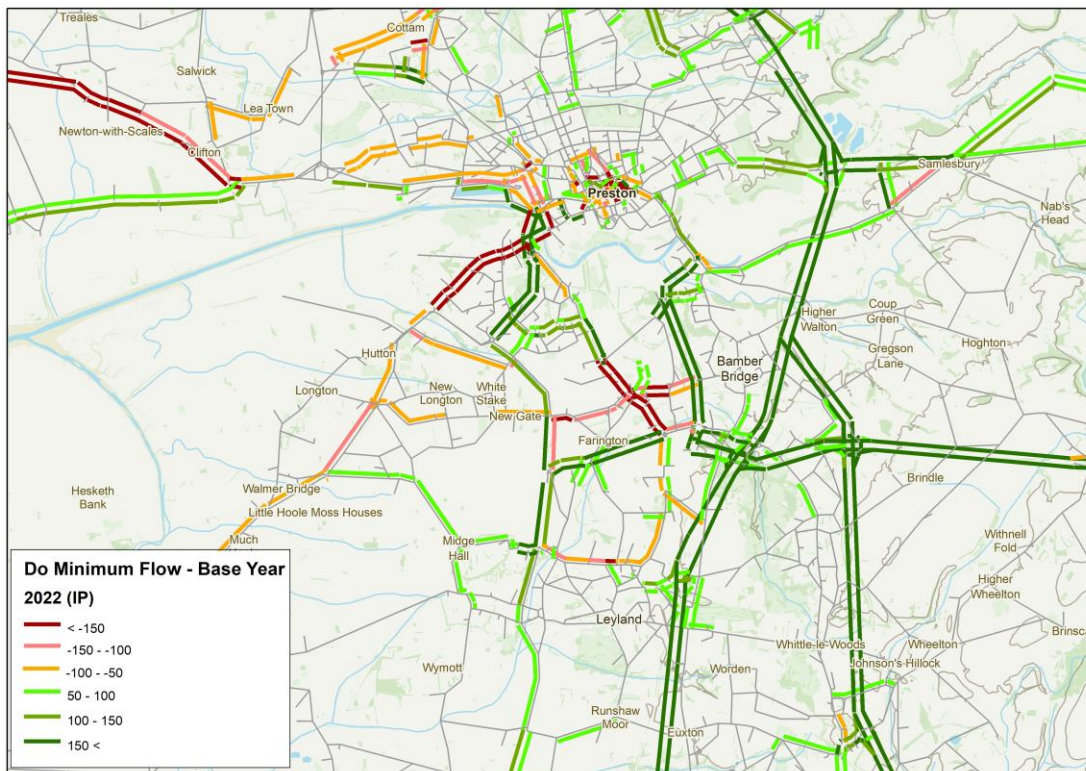 Treales
Cottam
Salwick
Lea Town
Newton-with-Scales
Clifton
Samlesbury
Preston
Nab's
Head
Coup
Green
Higher
Walton
Gregson
Lane
Hoghton
Hutton
Bamber
Bridge
Longton
New
Longton
White
Stake
New Gate
Farington
Hesketh
Bank
Walmer Bridge
Little Hoole Moss Houses
Brindle
Much
Midge
Hall
Withnell
Fold
Higher
Wheelton
Leyland
Whittle-le-Woods
Wheelton
Brinsc
Johnson's Hillock
Wymott
Worden
Runshaw
Moor
Euxton
Do Minimum Flow - Base Year
2022 (IP)
< -150
-150 - -100
-100 - -50
50 - 100
100 - 150
150 <